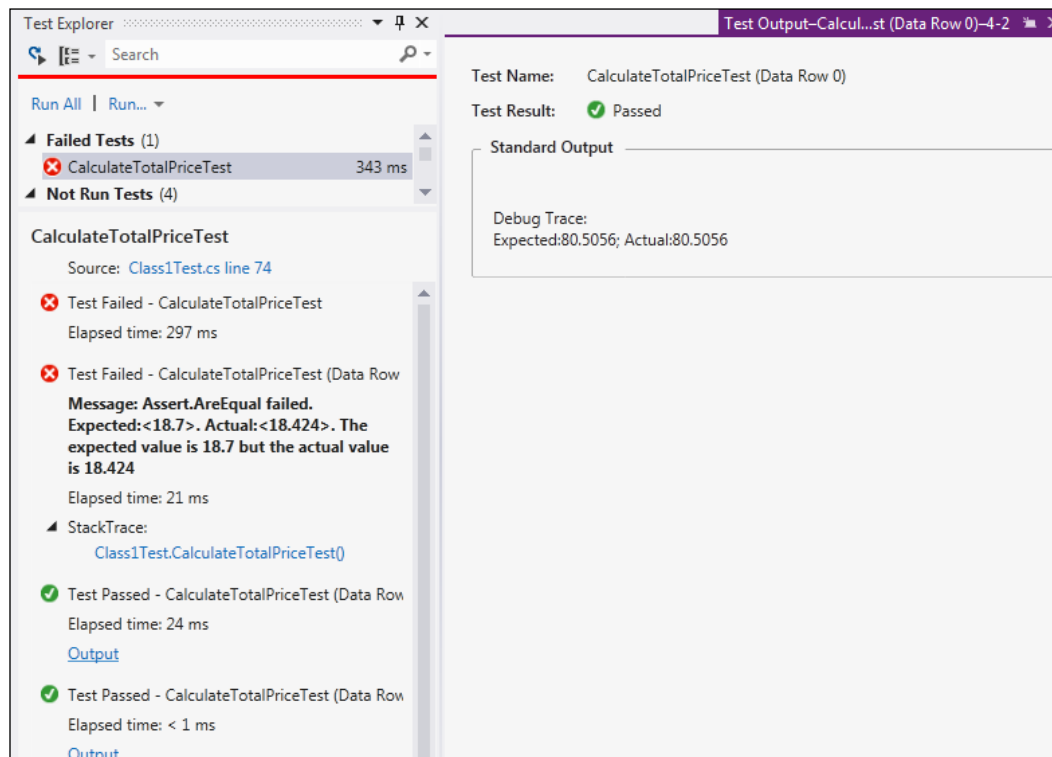 Test Explorer
Search
Run All | Run...
Failed Tests (1)
CalculateTotalPriceTest 343 ms
Not Run Tests (4)
CalculateTotalPriceTest
Source: Class1Test.cs line 74
Test Failed - CalculateTotalPriceTest
Elapsed time: 297 ms
Test Failed - CalculateTotalPriceTest (Data Row
Message: Assert.AreEqual failed.
Expected:<18.7>. Actual:<18.424>. The
expected value is 18.7 but the actual value
is 18.424
Elapsed time: 21 ms
StackTrace:
Class1Test.CalculateTotalPriceTest()
Test Passed - CalculateTotalPriceTest (Data Row
Elapsed time: 24 ms
Output
Test Passed - CalculateTotalPriceTest (Data Row
Elapsed time: < 1 ms
Output
Test Output–Calcul...st (Data Row 0)–4-2
Test Name: CalculateTotalPriceTest (Data Row 0)
Test Result: Passed
Standard Output
Debug Trace:
Expected:80.5056; Actual:80.5056